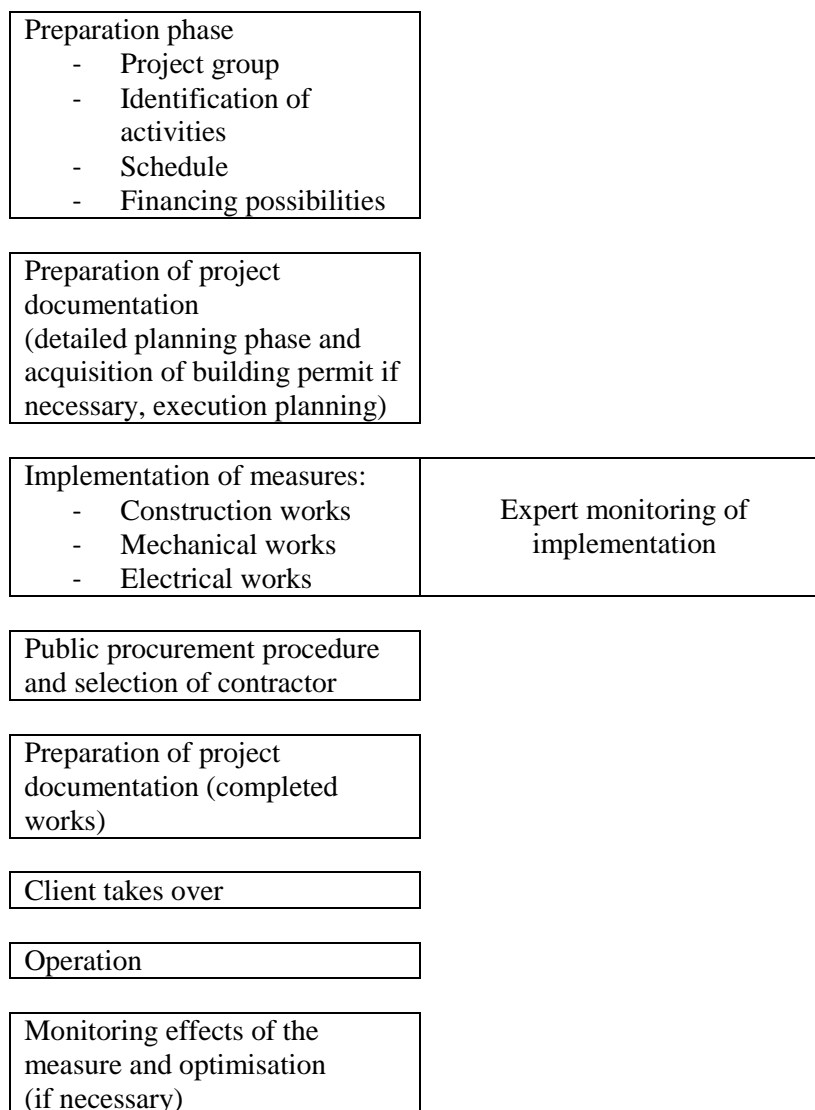 Preparation phase
- Project group
- Identification of
activities
- Schedule
- Financing possibilities
Preparation of project
documentation
(detailed planning phase and
acquisition of building permit if
necessary, execution planning)
Implementation of measures:
- Construction works
- Mechanical works
- Electrical works
Expert monitoring of
implementation
Public procurement procedure
and selection of contractor
Preparation of project
documentation (completed
works)
Client takes over
Operation
Monitoring effects of the
measure and optimisation
(if necessary)